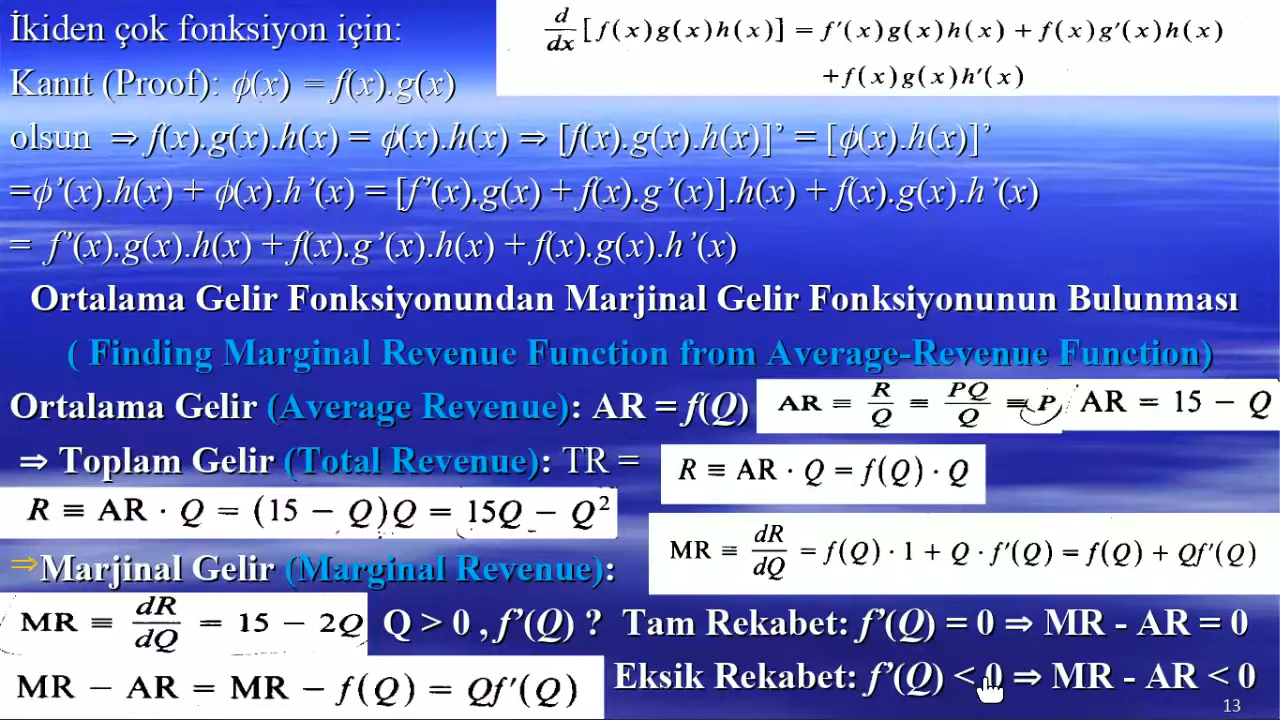 İkiden çok fonksiyon için:
d/dx [f(x)g(x)h(x)] = f′(x)g(x)h(x) + f(x)g′(x)h(x)
+f(x)g(x)h′(x)
Kanıt (Proof): ϕ(x) = f(x).g(x)
olsun ⇒ f(x).g(x).h(x) = ϕ(x).h(x) ⇒ [f(x).g(x).h(x)]’ = [ϕ(x).h(x)]’
=ϕ’(x).h(x) + ϕ(x).h’(x) = [f’(x).g(x) + f(x).g’(x)].h(x) + f(x).g(x).h’(x)
= f’(x).g(x).h(x) + f(x).g’(x).h(x) + f(x).g(x).h’(x)
Ortalama Gelir Fonksiyonundan Marjinal Gelir Fonksiyonunun Bulunması
( Finding Marginal Revenue Function from Average-Revenue Function)
Ortalama Gelir (Average Revenue): AR = f(Q) AR ≡ R/Q ≡ PQ/Q ≡ P, AR = 15 − Q
⇒ Toplam Gelir (Total Revenue): TR = R ≡ AR · Q = f(Q) · Q
R ≡ AR · Q = (15 − Q)Q = 15Q − Q²
MR ≡ dR/dQ = f(Q) · 1 + Q · f′(Q) = f(Q) + Qf′(Q)
⇒Marjinal Gelir (Marginal Revenue):
MR ≡ dR/dQ = 15 − 2Q Q > 0 , f’(Q) ? Tam Rekabet: f’(Q) = 0 ⇒ MR - AR = 0
MR − AR = MR − f(Q) = Qf′(Q) Eksik Rekabet: f’(Q) < 0 ⇒ MR - AR < 0
13